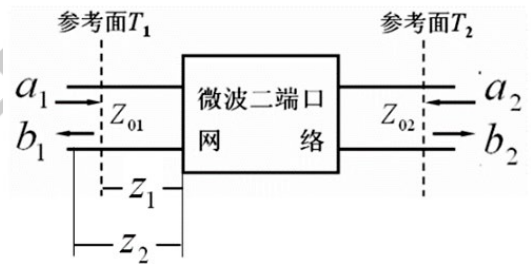 参考面T₁ 参考面T₂
a₁ Z₀₁ 微波二端口 Z₀₂ a₂
b₁ 网 络 b₂
z₁
z₂